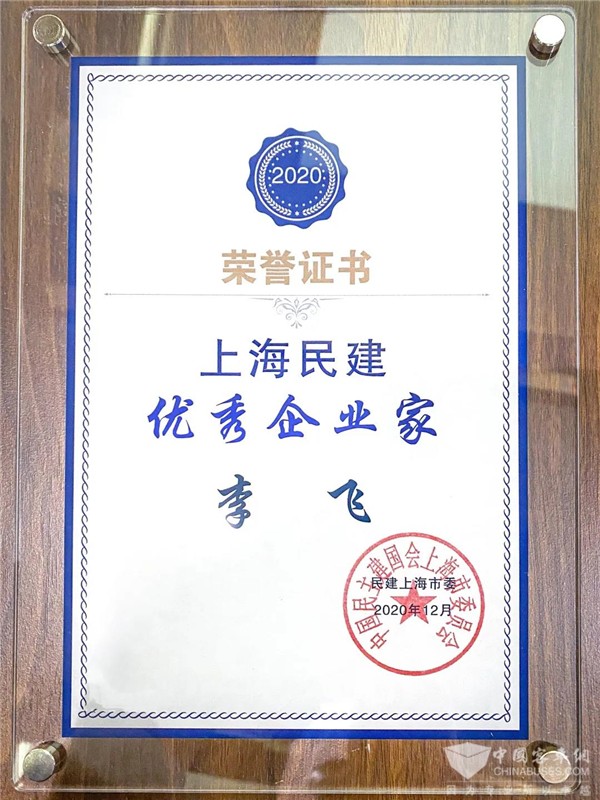 2020
荣誉证书
上海民建
优秀企业家
李 飞
中国民主建国会上海市委员会
民建上海市委
2020年12月
中国客车网
CHINABUSES.COM